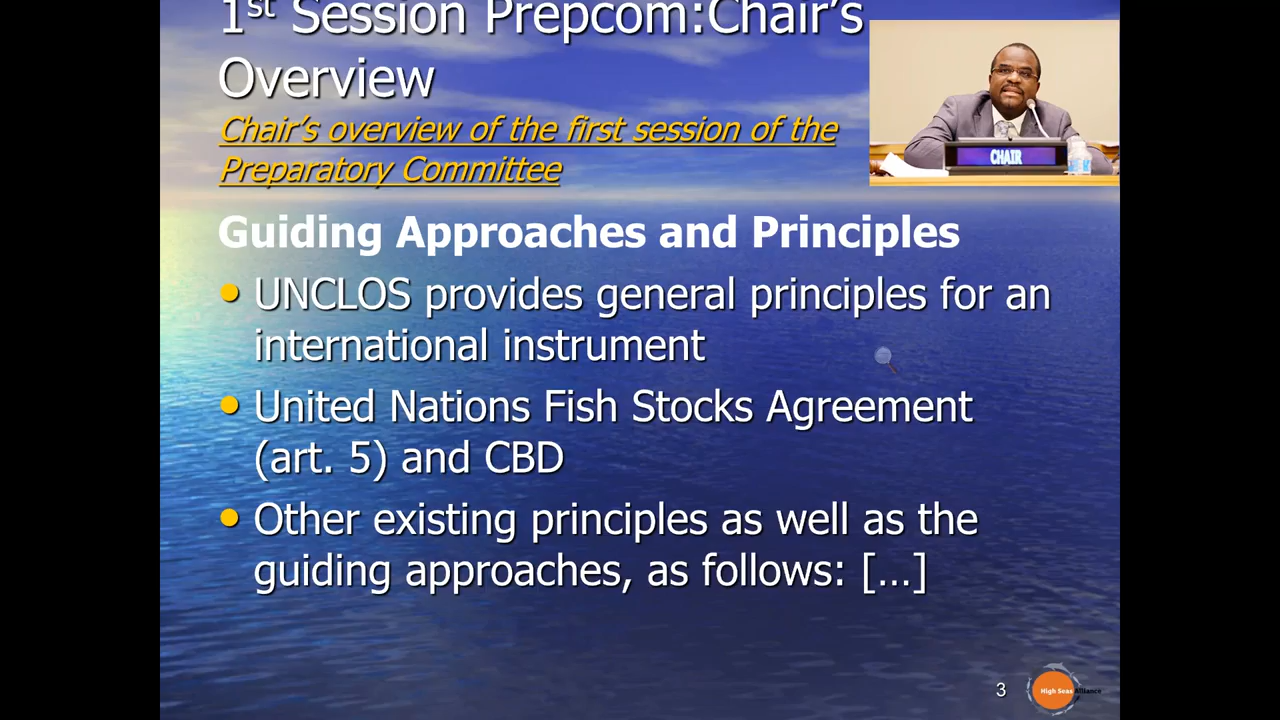 1st Session Prepcom:Chair's
Overview
Chair's overview of the first session of the
Preparatory Committee
CHAIR
Guiding Approaches and Principles
• UNCLOS provides general principles for an
international instrument
• United Nations Fish Stocks Agreement
(art. 5) and CBD
• Other existing principles as well as the
guiding approaches, as follows: […]
3
High Seas Alliance